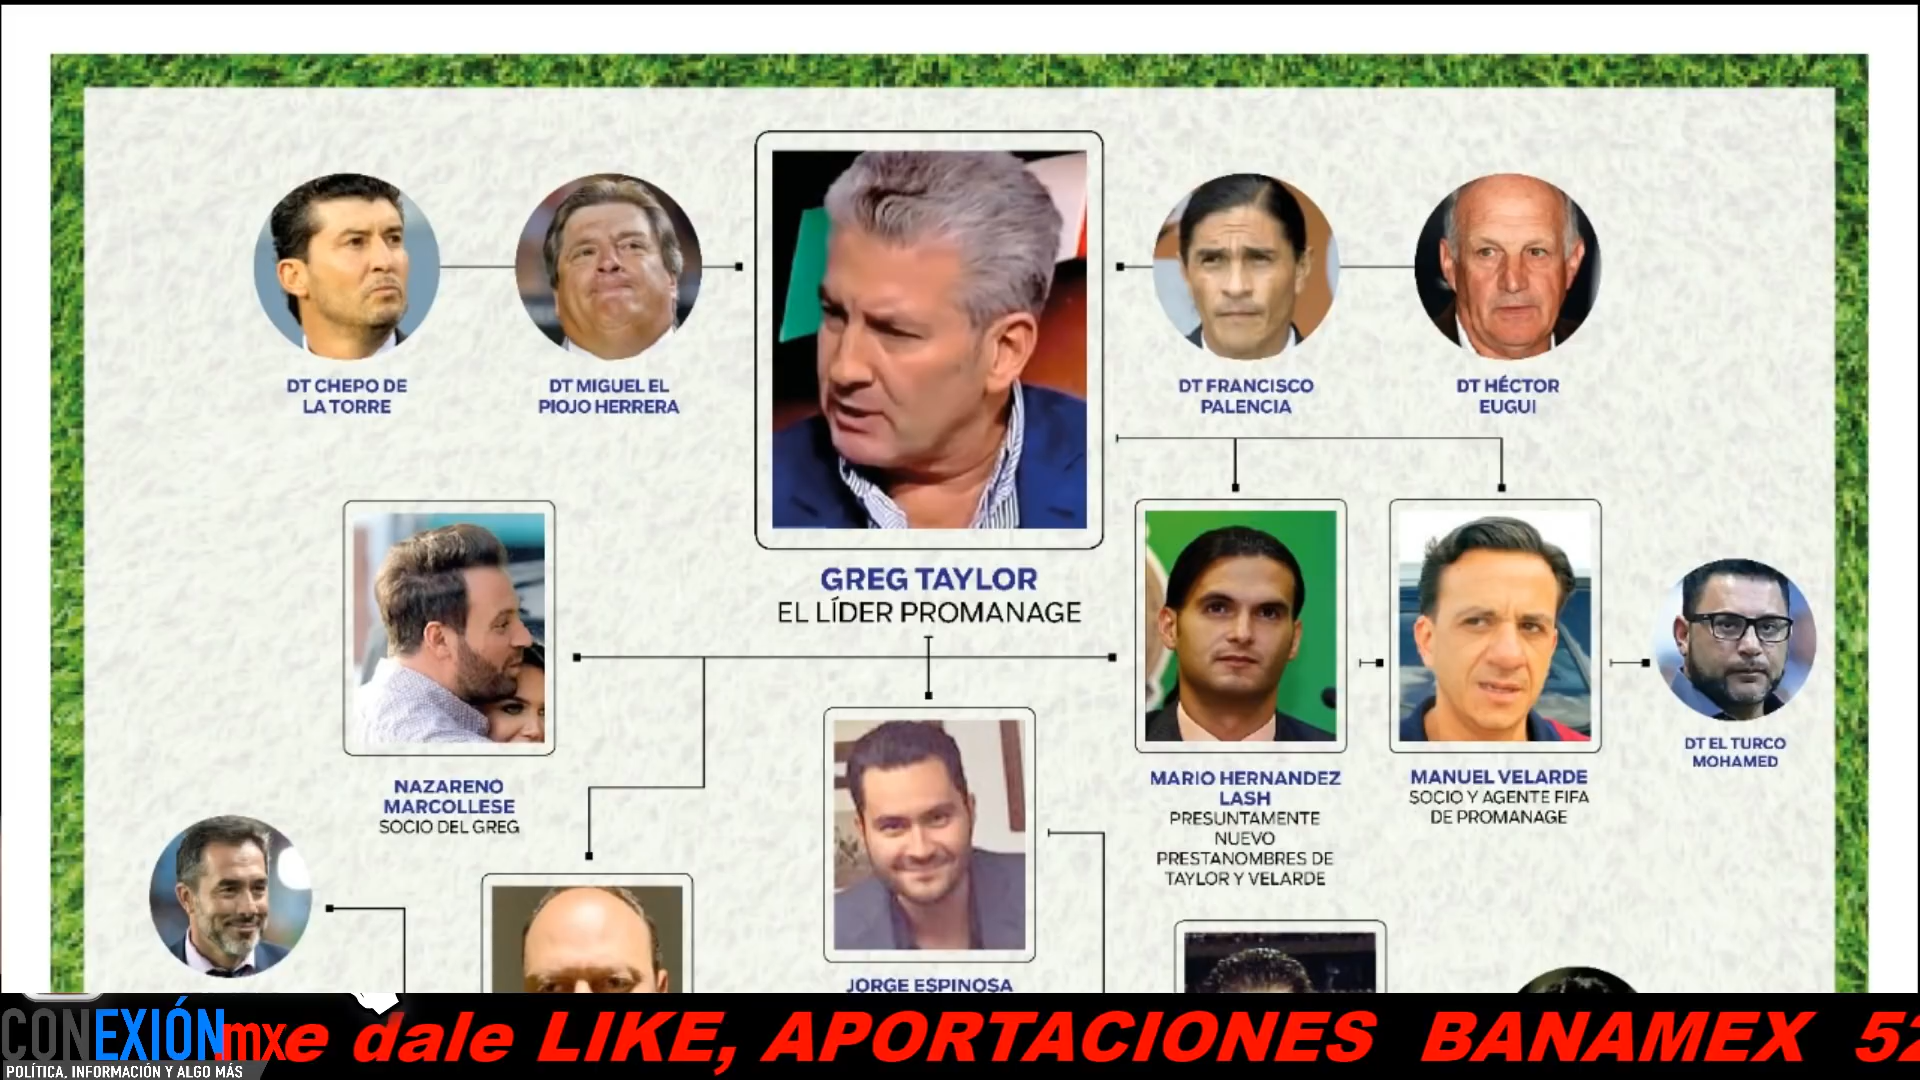 DT CHEPO DE
LA TORRE
DT MIGUEL EL
PIOJO HERRERA
DT FRANCISCO
PALENCIA
DT HÉCTOR
EUGUI
GREG TAYLOR
EL LÍDER PROMANAGE
NAZARENO
MARCOLLESE
SOCIO DEL GREG
MARIO HERNANDEZ
LASH
PRESUNTAMENTE
NUEVO
PRESTANOMBRES DE
TAYLOR Y VELARDE
MANUEL VELARDE
SOCIO Y AGENTE FIFA
DE PROMANAGE
DT EL TURCO
MOHAMED
JORGE ESPINOSA
CONEXIÓN mx
POLÍTICA, INFORMACIÓN Y ALGO MÁS
e dale LIKE, APORTACIONES BANAMEX 52